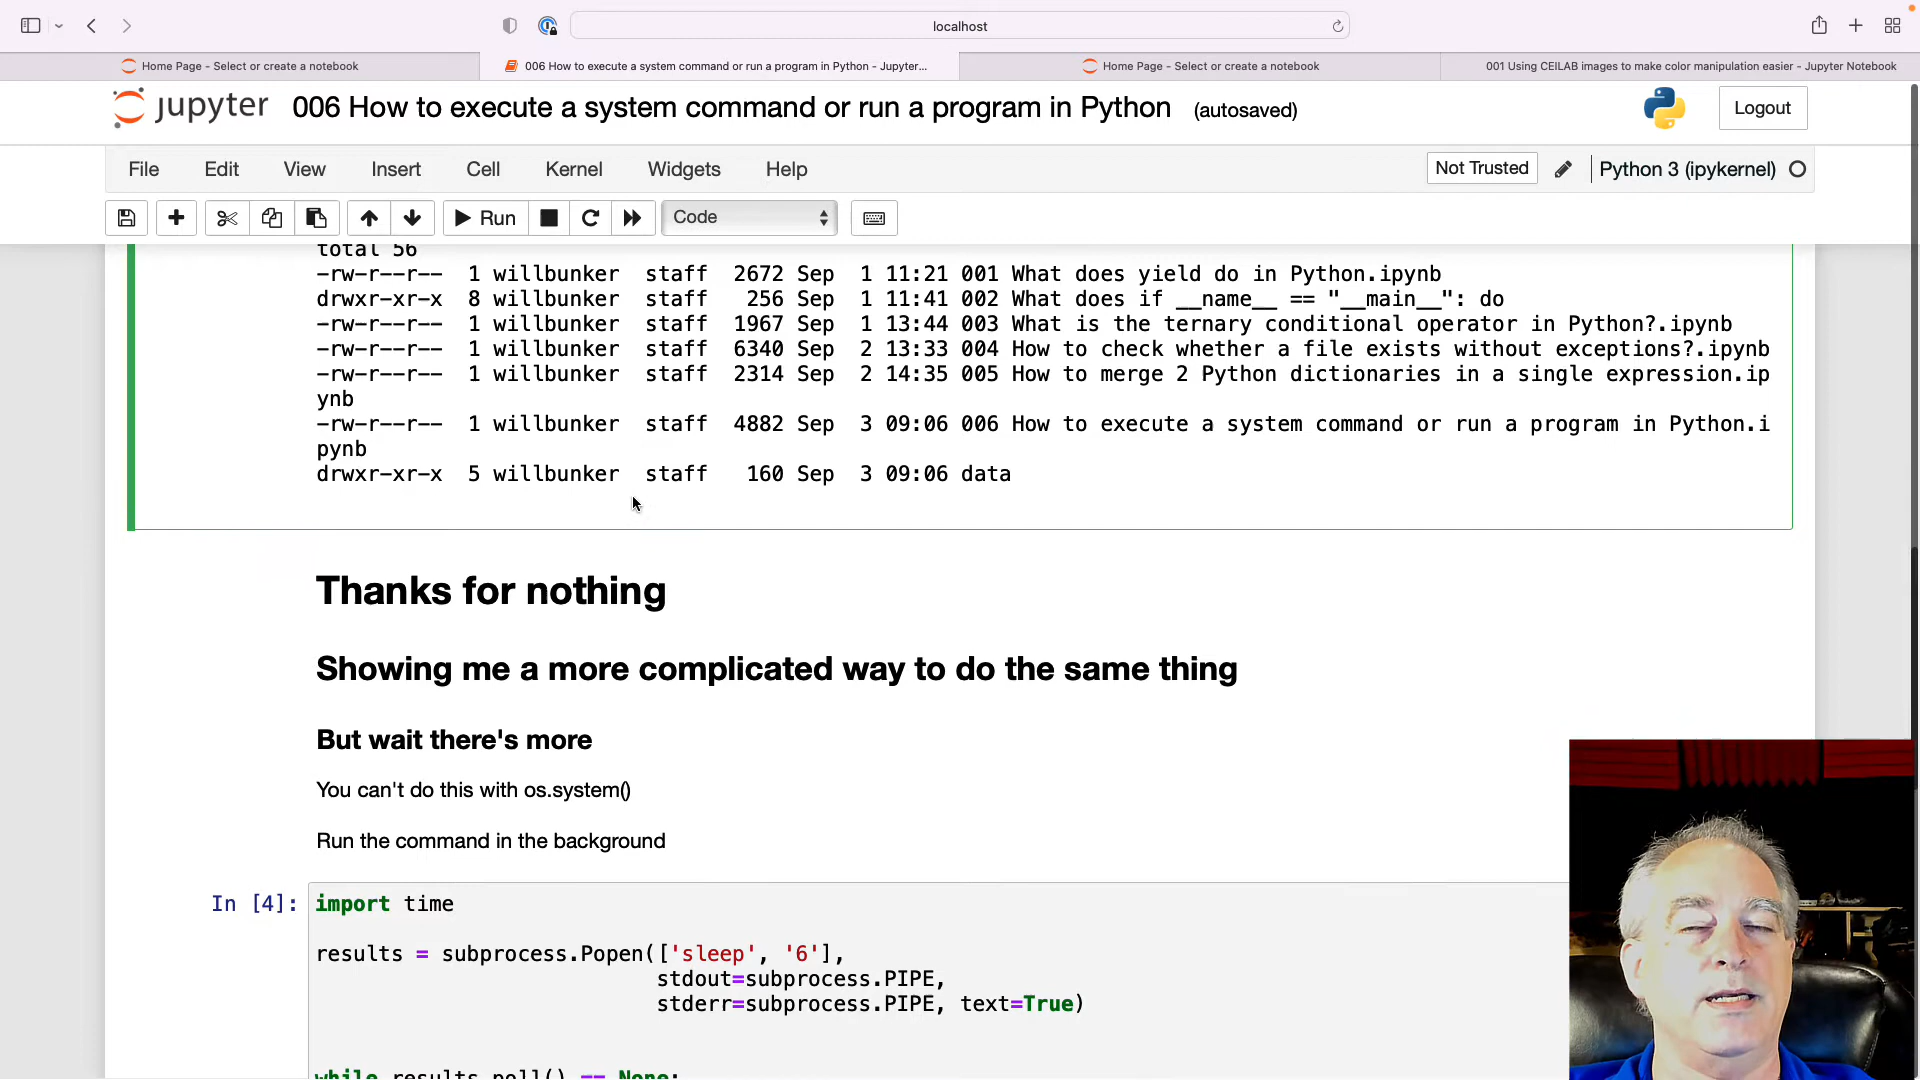 localhost
Home Page - Select or create a notebook
006 How to execute a system command or run a program in Python - Jupyter...
Home Page - Select or create a notebook
001 Using CEILAB images to make color manipulation easier - Jupyter Notebook
jupyter 006 How to execute a system command or run a program in Python (autosaved)
Logout
File Edit View Insert Cell Kernel Widgets Help
Not Trusted
Python 3 (ipykernel)
Run
Code
total 56
-rw-r--r-- 1 willbunker staff 2672 Sep 1 11:21 001 What does yield do in Python.ipynb
drwxr-xr-x 8 willbunker staff 256 Sep 1 11:41 002 What does if __name__ == "__main__": do
-rw-r--r-- 1 willbunker staff 1967 Sep 1 13:44 003 What is the ternary conditional operator in Python?.ipynb
-rw-r--r-- 1 willbunker staff 6340 Sep 2 13:33 004 How to check whether a file exists without exceptions?.ipynb
-rw-r--r-- 1 willbunker staff 2314 Sep 2 14:35 005 How to merge 2 Python dictionaries in a single expression.ip
ynb
-rw-r--r-- 1 willbunker staff 4882 Sep 3 09:06 006 How to execute a system command or run a program in Python.i
pynb
drwxr-xr-x 5 willbunker staff 160 Sep 3 09:06 data
Thanks for nothing
Showing me a more complicated way to do the same thing
But wait there's more
You can't do this with os.system()
Run the command in the background
In [4]:
import time
results = subprocess.Popen(['sleep', '6'],
stdout=subprocess.PIPE,
stderr=subprocess.PIPE, text=True)
while results.poll() == None: